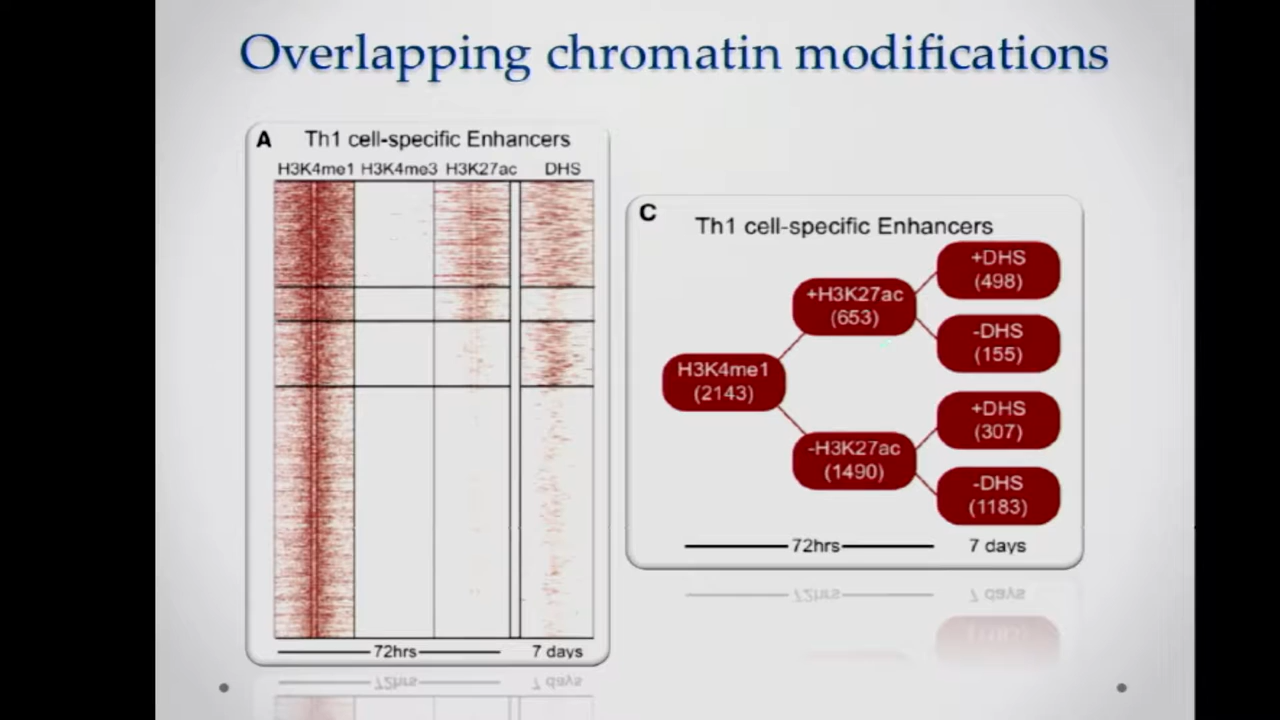 Overlapping chromatin modifications
A Th1 cell-specific Enhancers
H3K4me1 H3K4me3 H3K27ac DHS
72hrs 7 days
C
Th1 cell-specific Enhancers
+DHS
(498)
+H3K27ac
(653)
-DHS
(155)
H3K4me1
(2143)
+DHS
(307)
-H3K27ac
(1490)
-DHS
(1183)
72hrs 7 days